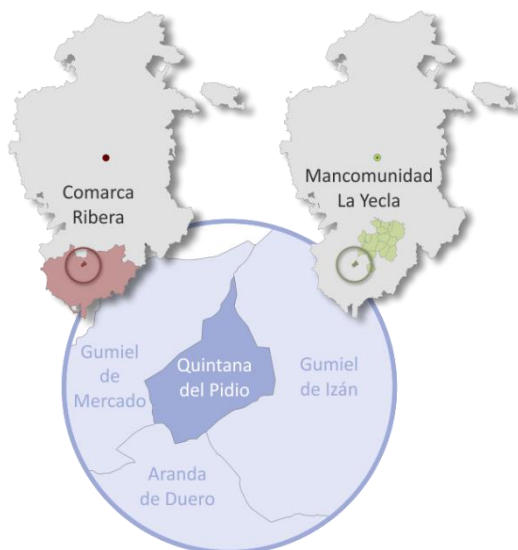 Comarca
Ribera
Mancomunidad
La Yecla
Gumiel
de
Mercado
Quintana
del Pidio
Gumiel
de Izán
Aranda
de Duero